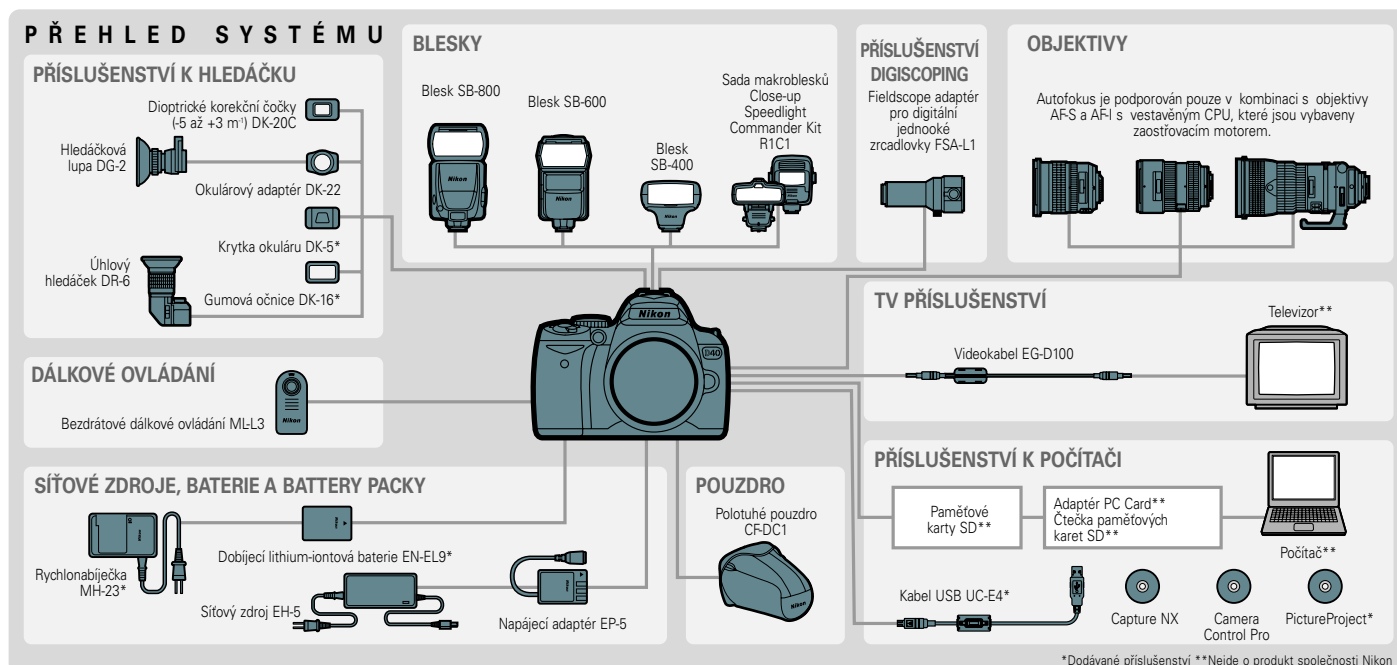 PŘEHLED SYSTÉMU
PŘÍSLUŠENSTVÍ K HLEDÁČKU
Dioptrické korekční čočky
(-5 až +3 m⁻¹) DK-20C
Hledáčková
lupa DG-2
Okulárový adaptér DK-22
Krytka okuláru DK-5*
Úhlový
hledáček DR-6
Gumová očnice DK-16*
BLESKY
Blesk SB-800
Blesk SB-600
Blesk
SB-400
Sada makroblesků
Close-up
Speedlight
Commander Kit
R1C1
Nikon
Nikon
Nikon
PŘÍSLUŠENSTVÍ
DIGISCOPING
Fieldscope adaptér
pro digitální
jednooké
zrcadlovky FSA-L1
OBJEKTIVY
Autofokus je podporován pouze v kombinaci s objektivy
AF-S a AF-I s vestavěným CPU, které jsou vybaveny
zaostřovacím motorem.
DÁLKOVÉ OVLÁDÁNÍ
Bezdrátové dálkové ovládání ML-L3
Nikon
Nikon
D40
TV PŘÍSLUŠENSTVÍ
Televizor**
Videokabel EG-D100
SÍŤOVÉ ZDROJE, BATERIE A BATTERY PACKY
Rychlonabíječka
MH-23*
Dobíjecí lithium-iontová baterie EN-EL9*
Síťový zdroj EH-5
Napájecí adaptér EP-5
POUZDRO
Polotuhé pouzdro
CF-DC1
Nikon
PŘÍSLUŠENSTVÍ K POČÍTAČI
Paměťové
karty SD**
Adaptér PC Card**
Čtečka paměťových
karet SD**
Počítač**
Kabel USB UC-E4*
Capture NX
Camera
Control Pro
PictureProject*
*Dodávané příslušenství **Nejde o produkt společnosti Nikon